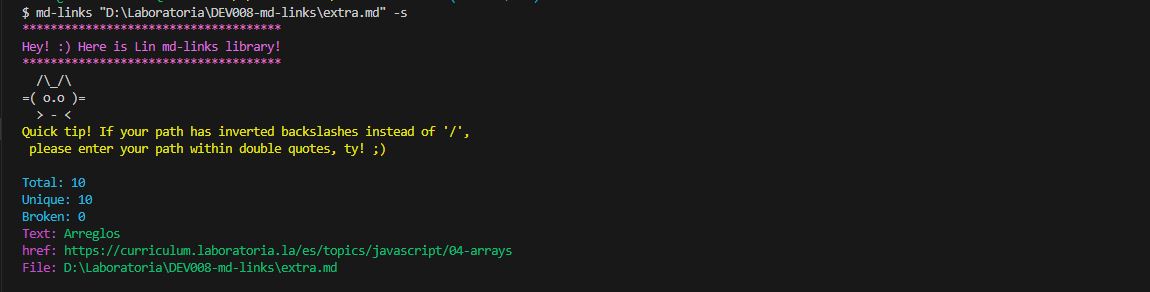 $ md-links "D:\Laboratoria\DEV008-md-links\extra.md" -s
*************************************
Hey! :) Here is Lin md-links library!
*************************************
  /\_/\
=( o.o )=
  > - <
Quick tip! If your path has inverted backslashes instead of '/',
 please enter your path within double quotes, ty! ;)
Total: 10
Unique: 10
Broken: 0
Text: Arreglos
href: https://curriculum.laboratoria.la/es/topics/javascript/04-arrays
File: D:\Laboratoria\DEV008-md-links\extra.md